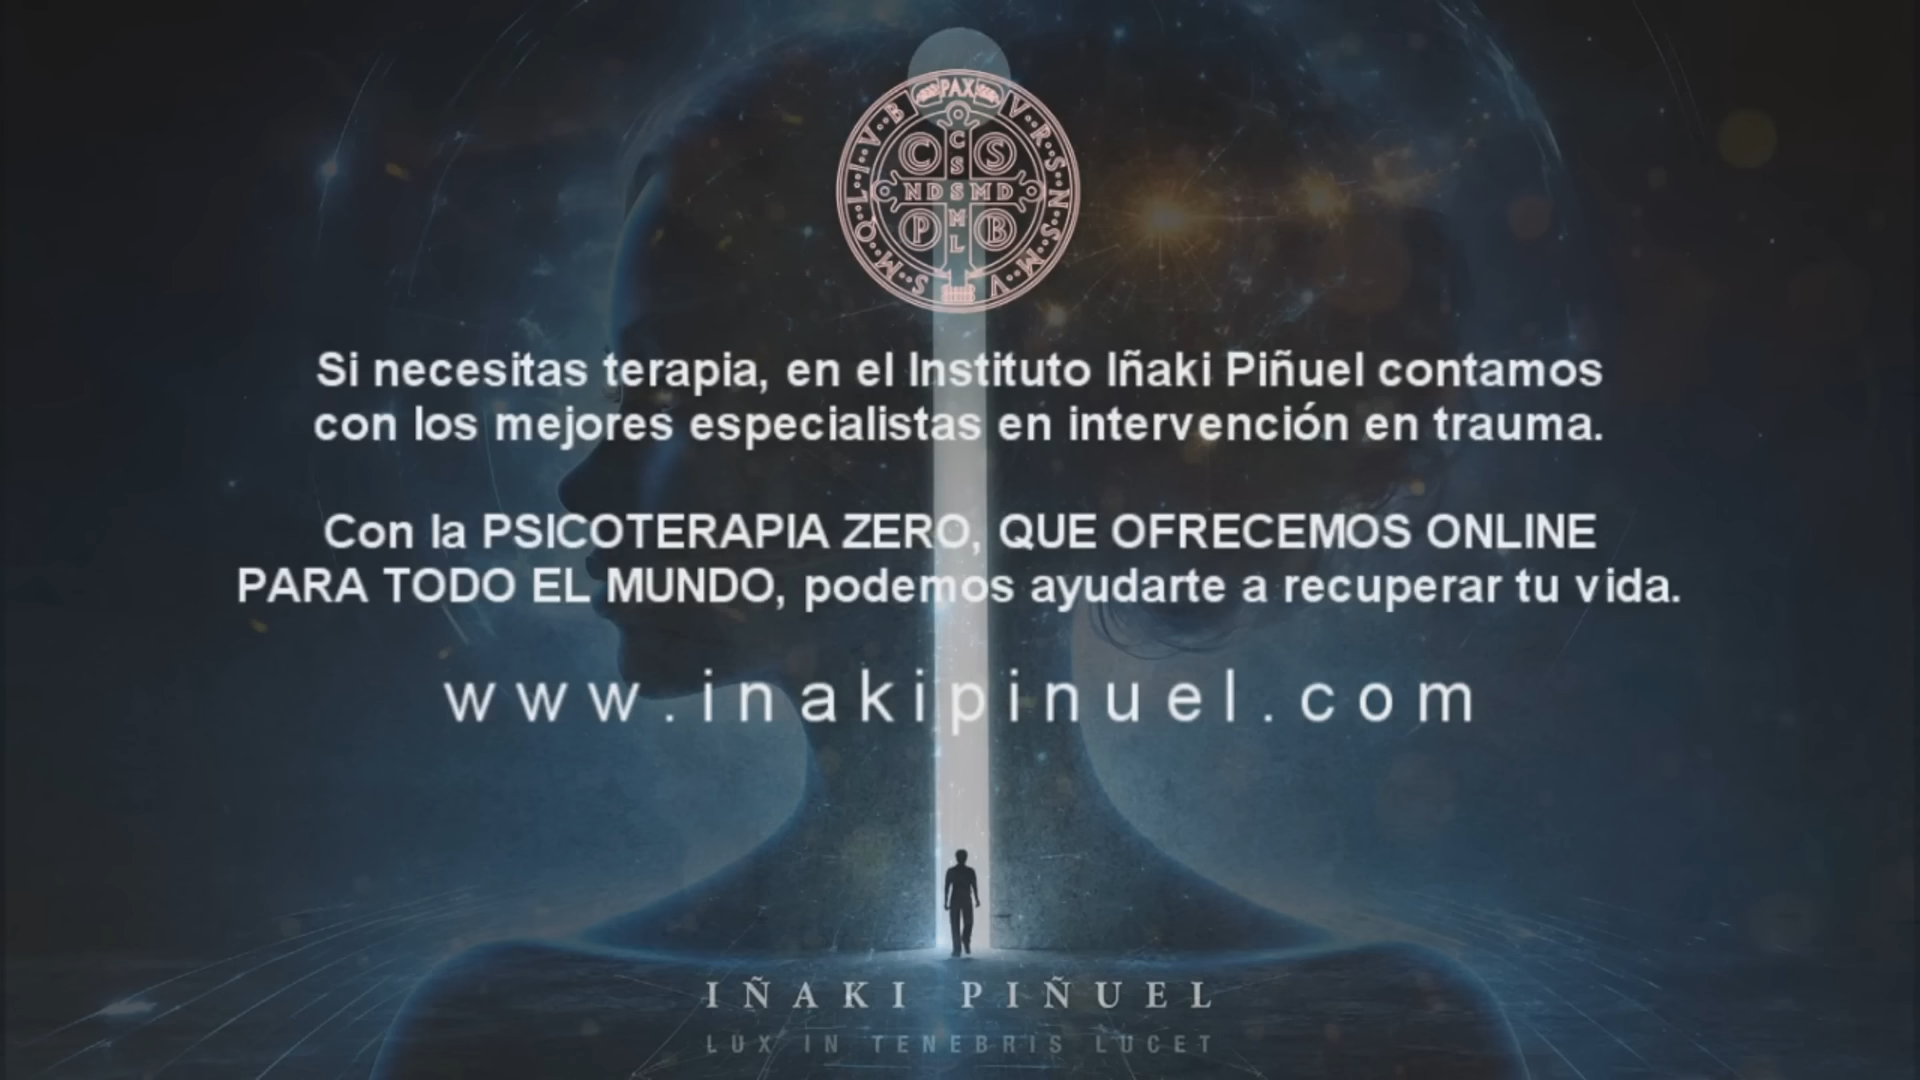 PAX
V·R·S·N·S·M·V
S·M·Q·L·I·V·B
C S
C
S
N D S M D
M
L
P B
Si necesitas terapia, en el Instituto Iñaki Piñuel contamos
con los mejores especialistas en intervención en trauma.
Con la PSICOTERAPIA ZERO, QUE OFRECEMOS ONLINE
PARA TODO EL MUNDO, podemos ayudarte a recuperar tu vida.
www.inakipinuel.com
IÑAKI PIÑUEL
LUX IN TENEBRIS LUCET